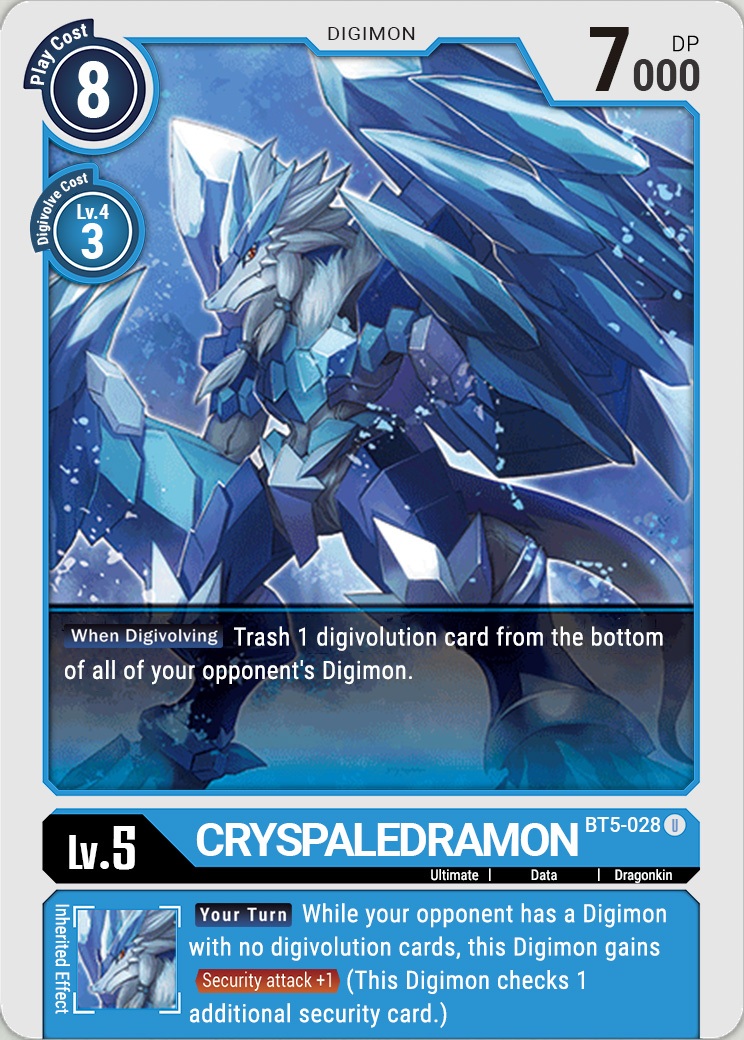 DIGIMON
Play Cost
8
DP
7000
Digivolve Cost
Lv.4
3
When Digivolving Trash 1 digivolution card from the bottom
of all of your opponent's Digimon.
Lv.5
CRYSPALEDRAMON
BT5-028 U
Ultimate | Data | Dragonkin
Inherited Effect
Your Turn While your opponent has a Digimon
with no digivolution cards, this Digimon gains
Security attack +1 (This Digimon checks 1
additional security card.)